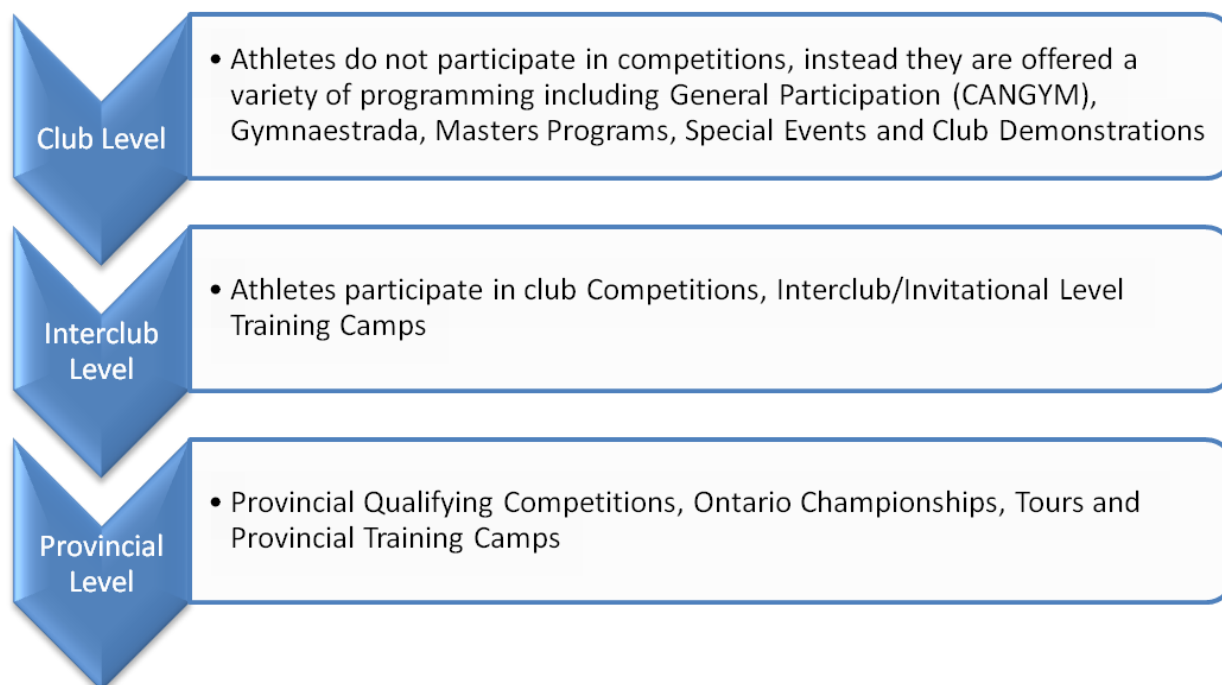 Club Level
• Athletes do not participate in competitions, instead they are offered a
variety of programming including General Participation (CANGYM),
Gymnaestrada, Masters Programs, Special Events and Club Demonstrations
Interclub
Level
• Athletes participate in club Competitions, Interclub/Invitational Level
Training Camps
Provincial
Level
• Provincial Qualifying Competitions, Ontario Championships, Tours and
Provincial Training Camps